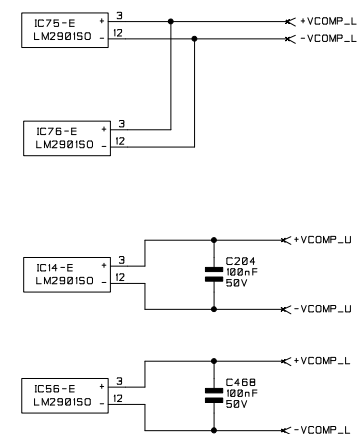 IC75-E + 3 +VCOMP_L
LM2901SO - 12 -VCOMP_L
IC76-E + 3
LM2901SO - 12
+VCOMP_U
IC14-E + 3 C204
LM2901SO - 12 100nF
50V
-VCOMP_U
+VCOMP_L
IC56-E + 3 C468
LM2901SO - 12 100nF
50V
-VCOMP_L